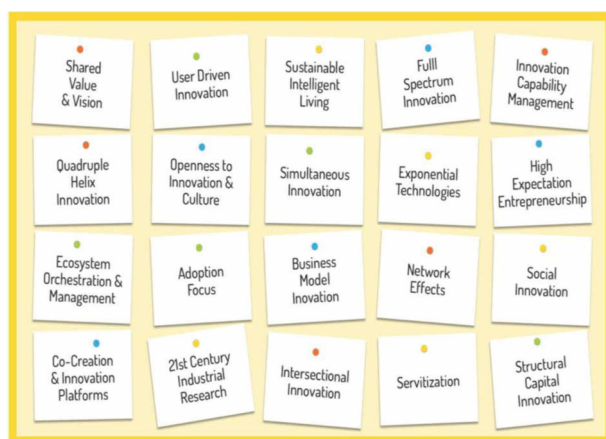 Shared
Value
& Vision
User Driven
Innovation
Sustainable
Intelligent
Living
Fulll
Spectrum
Innovation
Innovation
Capability
Management
Quadruple
Helix
Innovation
Openness to
Innovation &
Culture
Simultaneous
Innovation
Exponential
Technologies
High
Expectation
Entrepreneurship
Ecosystem
Orchestration &
Management
Adoption
Focus
Business
Model
Inovation
Network
Effects
Social
Innovation
Co-Creation
& Innovation
Platforms
21st Century
Industrial
Research
Intersectional
Innovation
Servitization
Structural
Capital
Innovation